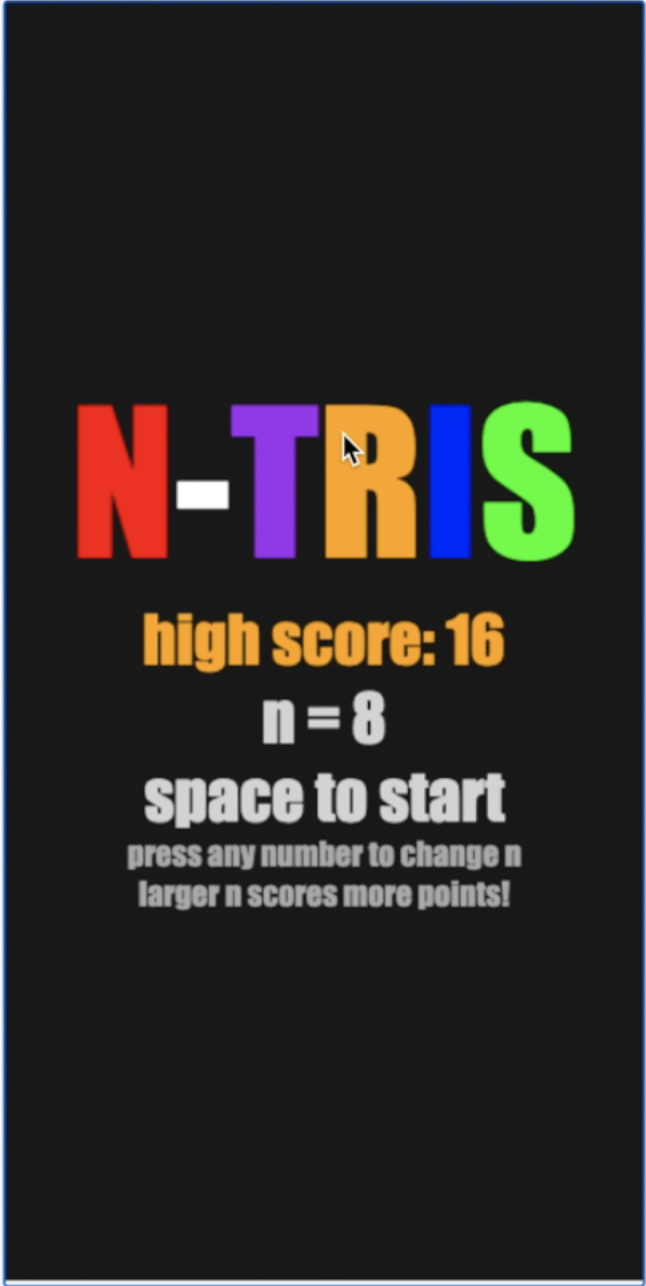 N-TRIS
high score: 16
n = 8
space to start
press any number to change n
larger n scores more points!